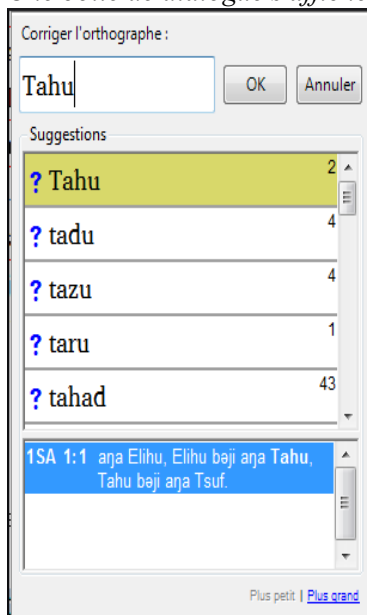 Corriger l'orthographe :
Tahu
OK
Annuler
Suggestions
? Tahu 2
? tadu 4
? tazu 4
? taru 1
? tahad 43
1SA 1:1 aŋa Elihu, Elihu bəji aŋa Tahu,
Tahu bəji aŋa Tsuf.
Plus petit | Plus grand